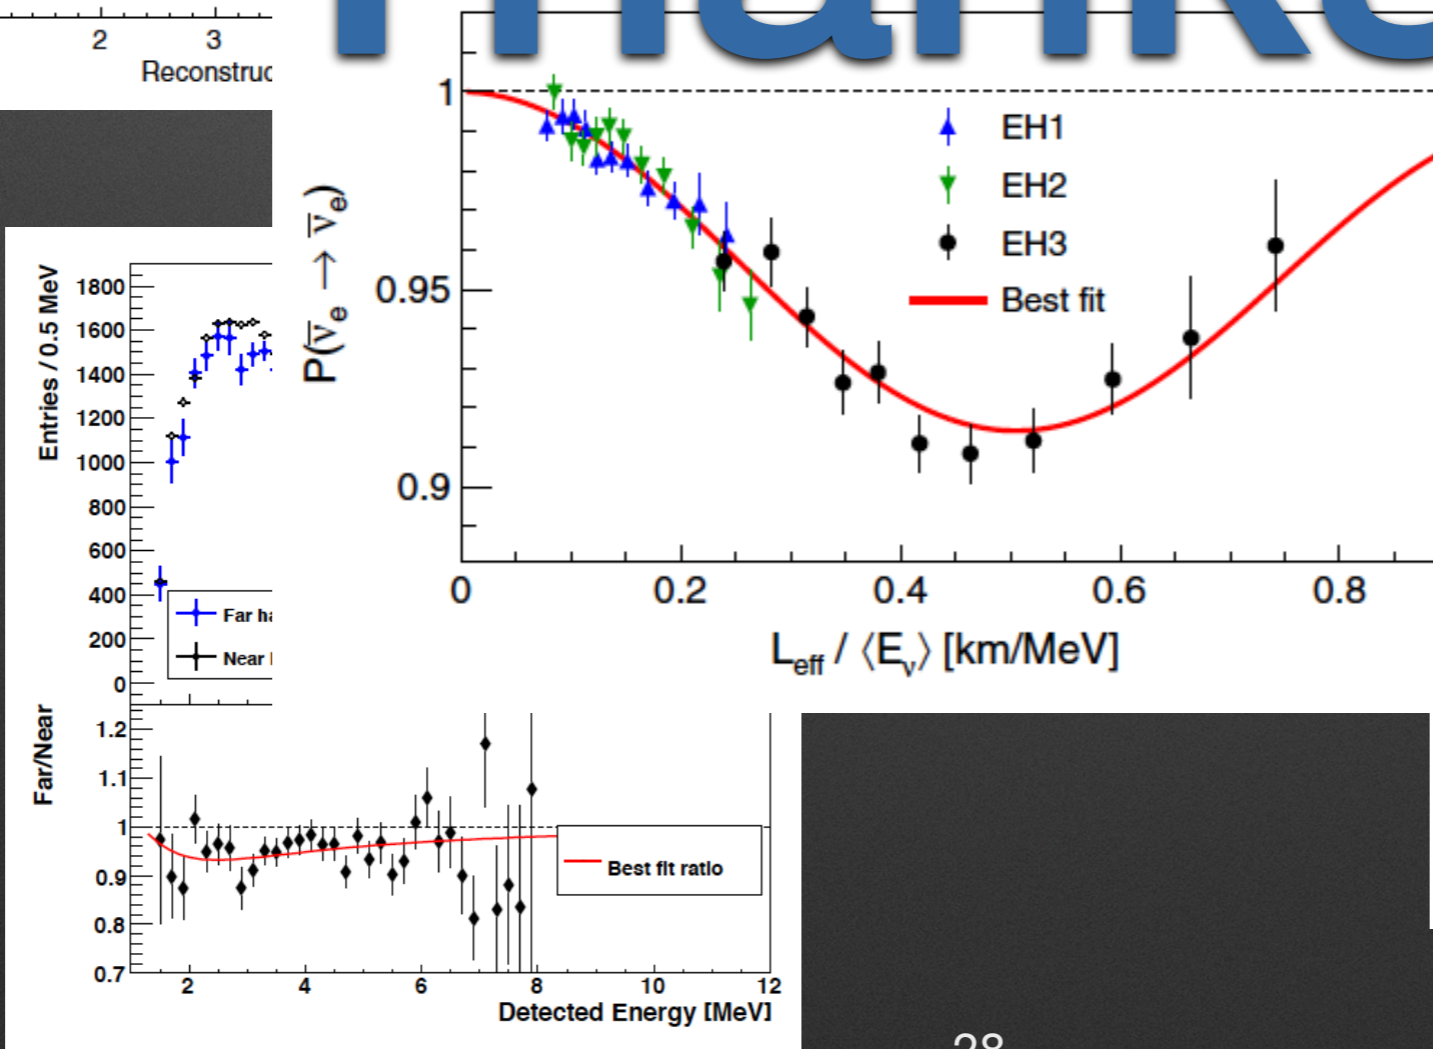 2 3
Reconstruc
1
0.95
0.9
P(ν̅e → ν̅e)
EH1
EH2
EH3
Best fit
0 0.2 0.4 0.6 0.8
Leff / ⟨Eν⟩ [km/MeV]
Entries / 0.5 MeV
1800
1600
1400
1200
1000
800
600
400
200
0
Far ha
Near
Far/Near
1.2
1.1
1
0.9
0.8
0.7
Best fit ratio
2 4 6 8 10 12
Detected Energy [MeV]